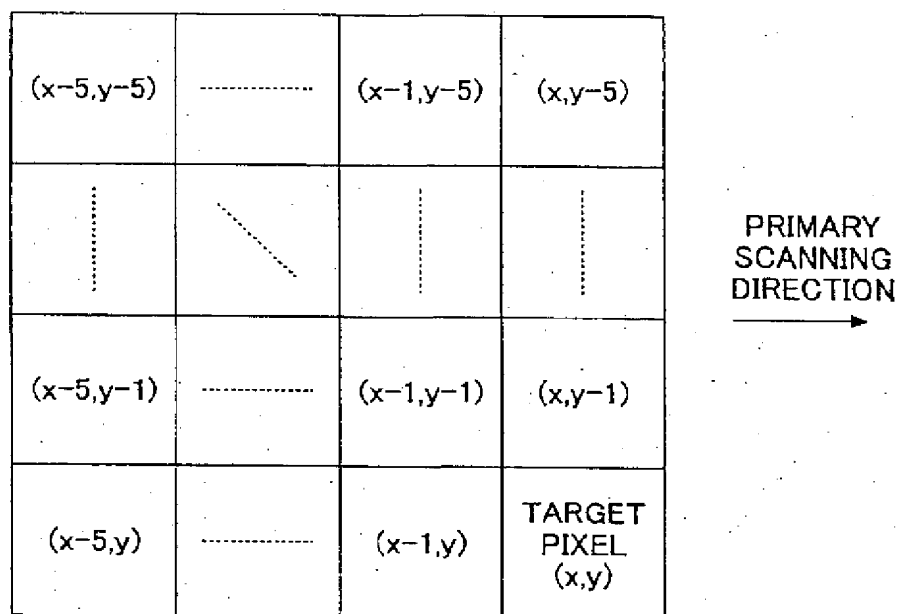 (x-5,y-5) (x-1,y-5) (x,y-5)
PRIMARY
SCANNING
DIRECTION
(x-5,y-1) (x-1,y-1) (x,y-1)
(x-5,y) (x-1,y) TARGET
PIXEL
(x,y)